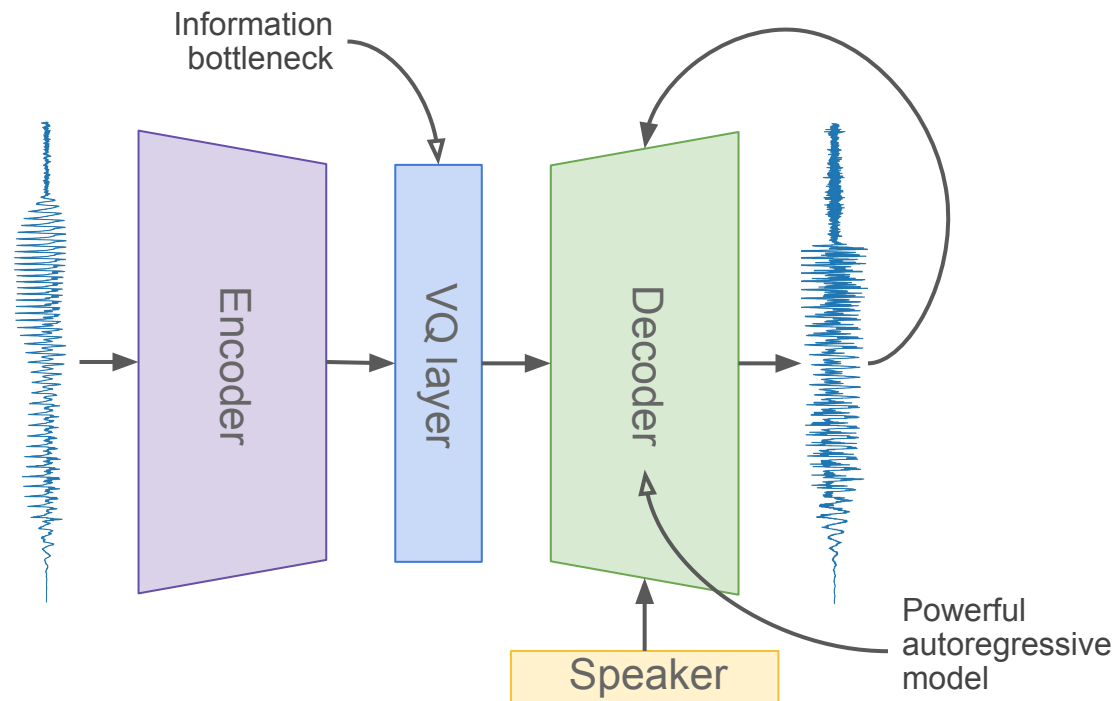 Information
bottleneck
Encoder
VQ layer
Decoder
Speaker
Powerful
autoregressive
model